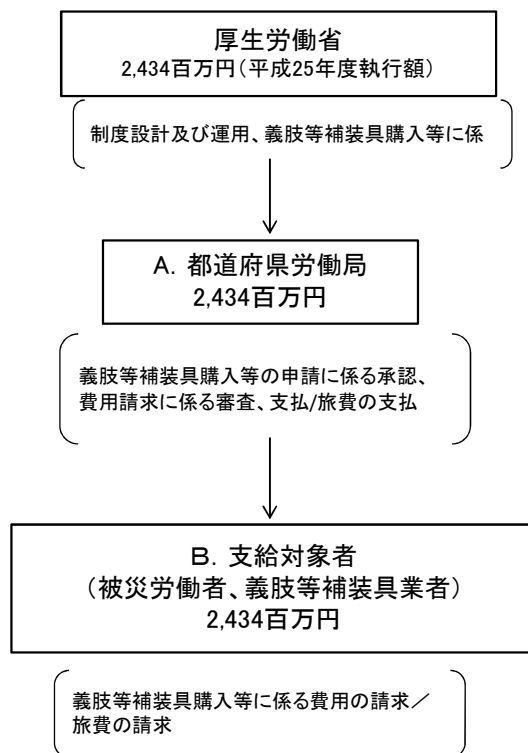 厚生労働省
2,434百万円(平成25年度執行額)
制度設計及び運用、義肢等補装具購入等に係
A. 都道府県労働局
2,434百万円
義肢等補装具購入等の申請に係る承認、
費用請求に係る審査、支払/旅費の支払
B. 支給対象者
(被災労働者、義肢等補装具業者)
2,434百万円
義肢等補装具購入等に係る費用の請求/
旅費の請求